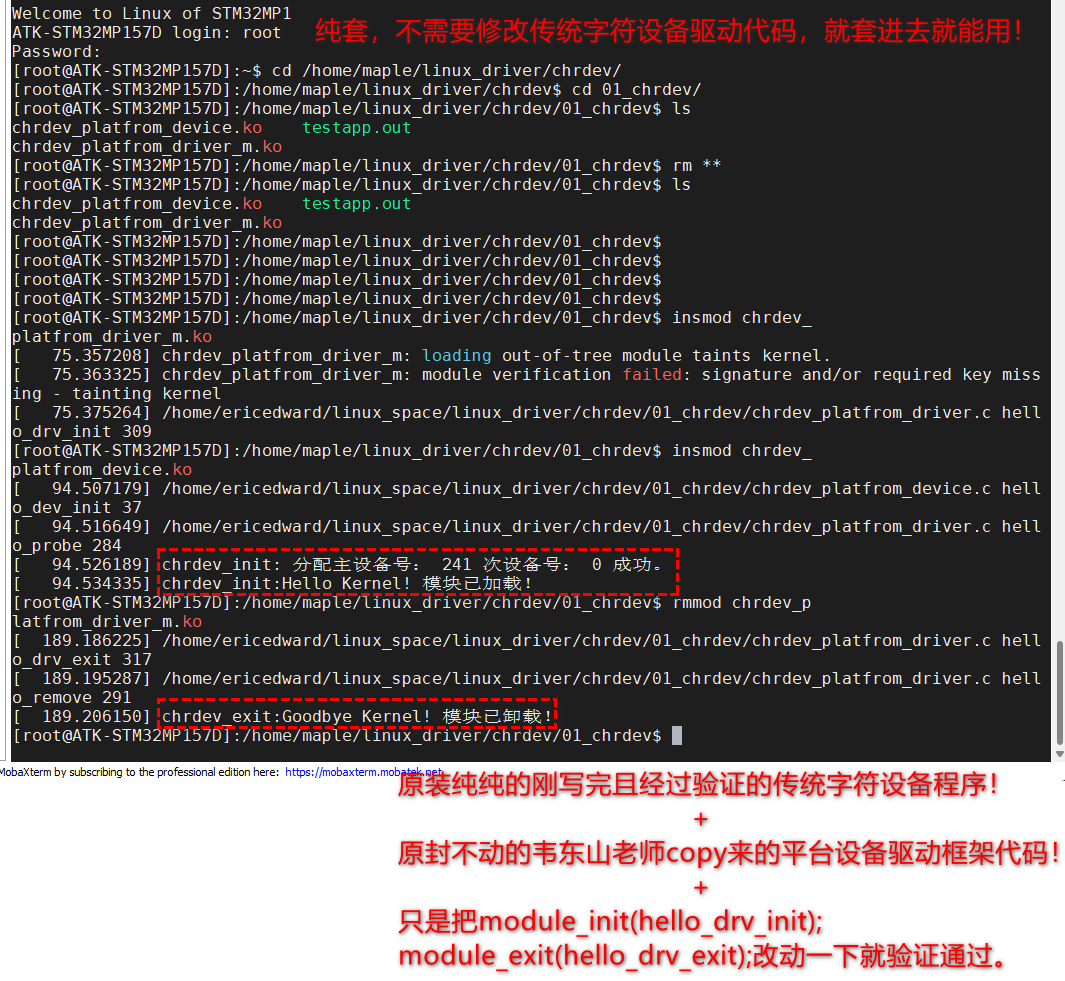 Welcome to Linux of STM32MP1
ATK-STM32MP157D login: root
纯套，不需要修改传统字符设备驱动代码，就套进去就能用！
Password:
[root@ATK-STM32MP157D]:~$ cd /home/maple/linux_driver/chrdev/
[root@ATK-STM32MP157D]:/home/maple/linux_driver/chrdev$ cd 01_chrdev/
[root@ATK-STM32MP157D]:/home/maple/linux_driver/chrdev/01_chrdev$ ls
chrdev_platfrom_device.ko    testapp.out
chrdev_platfrom_driver_m.ko
[root@ATK-STM32MP157D]:/home/maple/linux_driver/chrdev/01_chrdev$ rm **
[root@ATK-STM32MP157D]:/home/maple/linux_driver/chrdev/01_chrdev$ ls
chrdev_platfrom_device.ko    testapp.out
chrdev_platfrom_driver_m.ko
[root@ATK-STM32MP157D]:/home/maple/linux_driver/chrdev/01_chrdev$
[root@ATK-STM32MP157D]:/home/maple/linux_driver/chrdev/01_chrdev$
[root@ATK-STM32MP157D]:/home/maple/linux_driver/chrdev/01_chrdev$
[root@ATK-STM32MP157D]:/home/maple/linux_driver/chrdev/01_chrdev$
[root@ATK-STM32MP157D]:/home/maple/linux_driver/chrdev/01_chrdev$ insmod chrdev_
platfrom_driver_m.ko
[   75.357208] chrdev_platfrom_driver_m: loading out-of-tree module taints kernel.
[   75.363325] chrdev_platfrom_driver_m: module verification failed: signature and/or required key miss
ing - tainting kernel
[   75.375264] /home/ericedward/linux_space/linux_driver/chrdev/01_chrdev/chrdev_platfrom_driver.c hell
o_drv_init 309
[root@ATK-STM32MP157D]:/home/maple/linux_driver/chrdev/01_chrdev$ insmod chrdev_
platfrom_device.ko
[   94.507179] /home/ericedward/linux_space/linux_driver/chrdev/01_chrdev/chrdev_platfrom_device.c hell
o_dev_init 37
[   94.516649] /home/ericedward/linux_space/linux_driver/chrdev/01_chrdev/chrdev_platfrom_driver.c hell
o_probe 284
[   94.526189] chrdev_init: 分配主设备号： 241 次设备号： 0 成功。
[   94.534335] chrdev_init:Hello Kernel! 模块已加载！
[root@ATK-STM32MP157D]:/home/maple/linux_driver/chrdev/01_chrdev$ rmmod chrdev_p
latfrom_driver_m.ko
[  189.186225] /home/ericedward/linux_space/linux_driver/chrdev/01_chrdev/chrdev_platfrom_driver.c hell
o_drv_exit 317
[  189.195287] /home/ericedward/linux_space/linux_driver/chrdev/01_chrdev/chrdev_platfrom_driver.c hell
o_remove 291
[  189.206150] chrdev_exit:Goodbye Kernel! 模块已卸载！
[root@ATK-STM32MP157D]:/home/maple/linux_driver/chrdev/01_chrdev$
MobaXterm by subscribing to the professional edition here: https://mobaxterm.mobatek.net
原装纯纯的刚写完且经过验证的传统字符设备程序！
+
原封不动的韦东山老师copy来的平台设备驱动框架代码！
+
只是把module_init(hello_drv_init);
module_exit(hello_drv_exit);改动一下就验证通过。